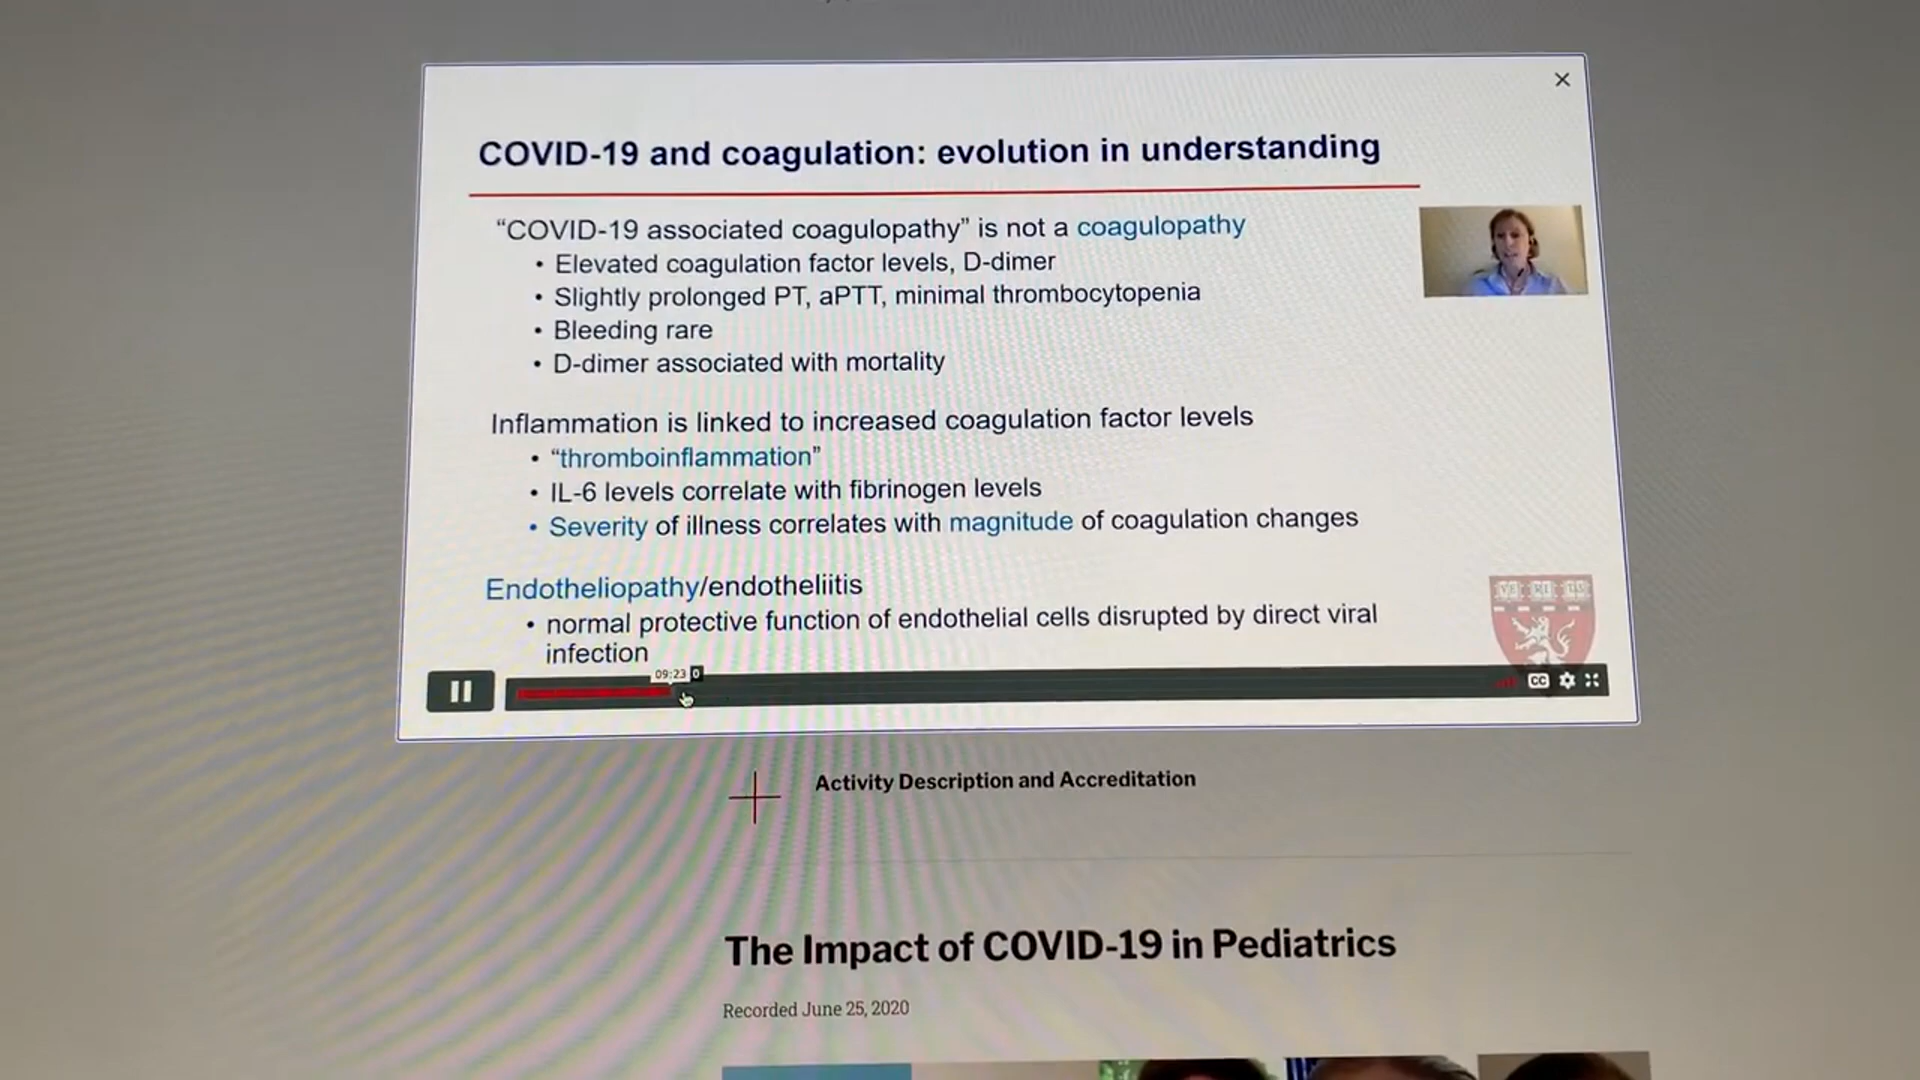 COVID-19 and coagulation: evolution in understanding
“COVID-19 associated coagulopathy” is not a coagulopathy
• Elevated coagulation factor levels, D-dimer
• Slightly prolonged PT, aPTT, minimal thrombocytopenia
• Bleeding rare
• D-dimer associated with mortality
Inflammation is linked to increased coagulation factor levels
• “thromboinflammation”
• IL-6 levels correlate with fibrinogen levels
• Severity of illness correlates with magnitude of coagulation changes
Endotheliopathy/endotheliitis
• normal protective function of endothelial cells disrupted by direct viral
infection
VE RI TAS
09:23
CC
Activity Description and Accreditation
The Impact of COVID-19 in Pediatrics
Recorded June 25, 2020